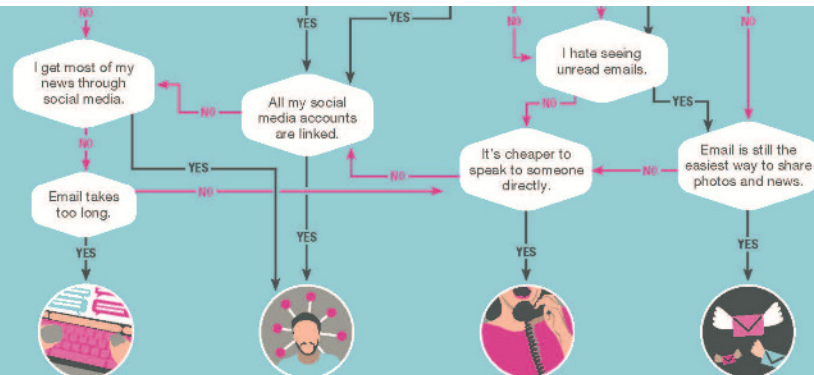 NO
YES
YES
NO
NO
I get most of my
news through
social media.
NO
All my social
media accounts
are linked.
I hate seeing
unread emails.
NO
YES
NO
YES
Email takes
too long.
NO
NO
It's cheaper to
speak to someone
directly.
NO
Email is still the
easiest way to share
photos and news.
YES
YES
YES
YES